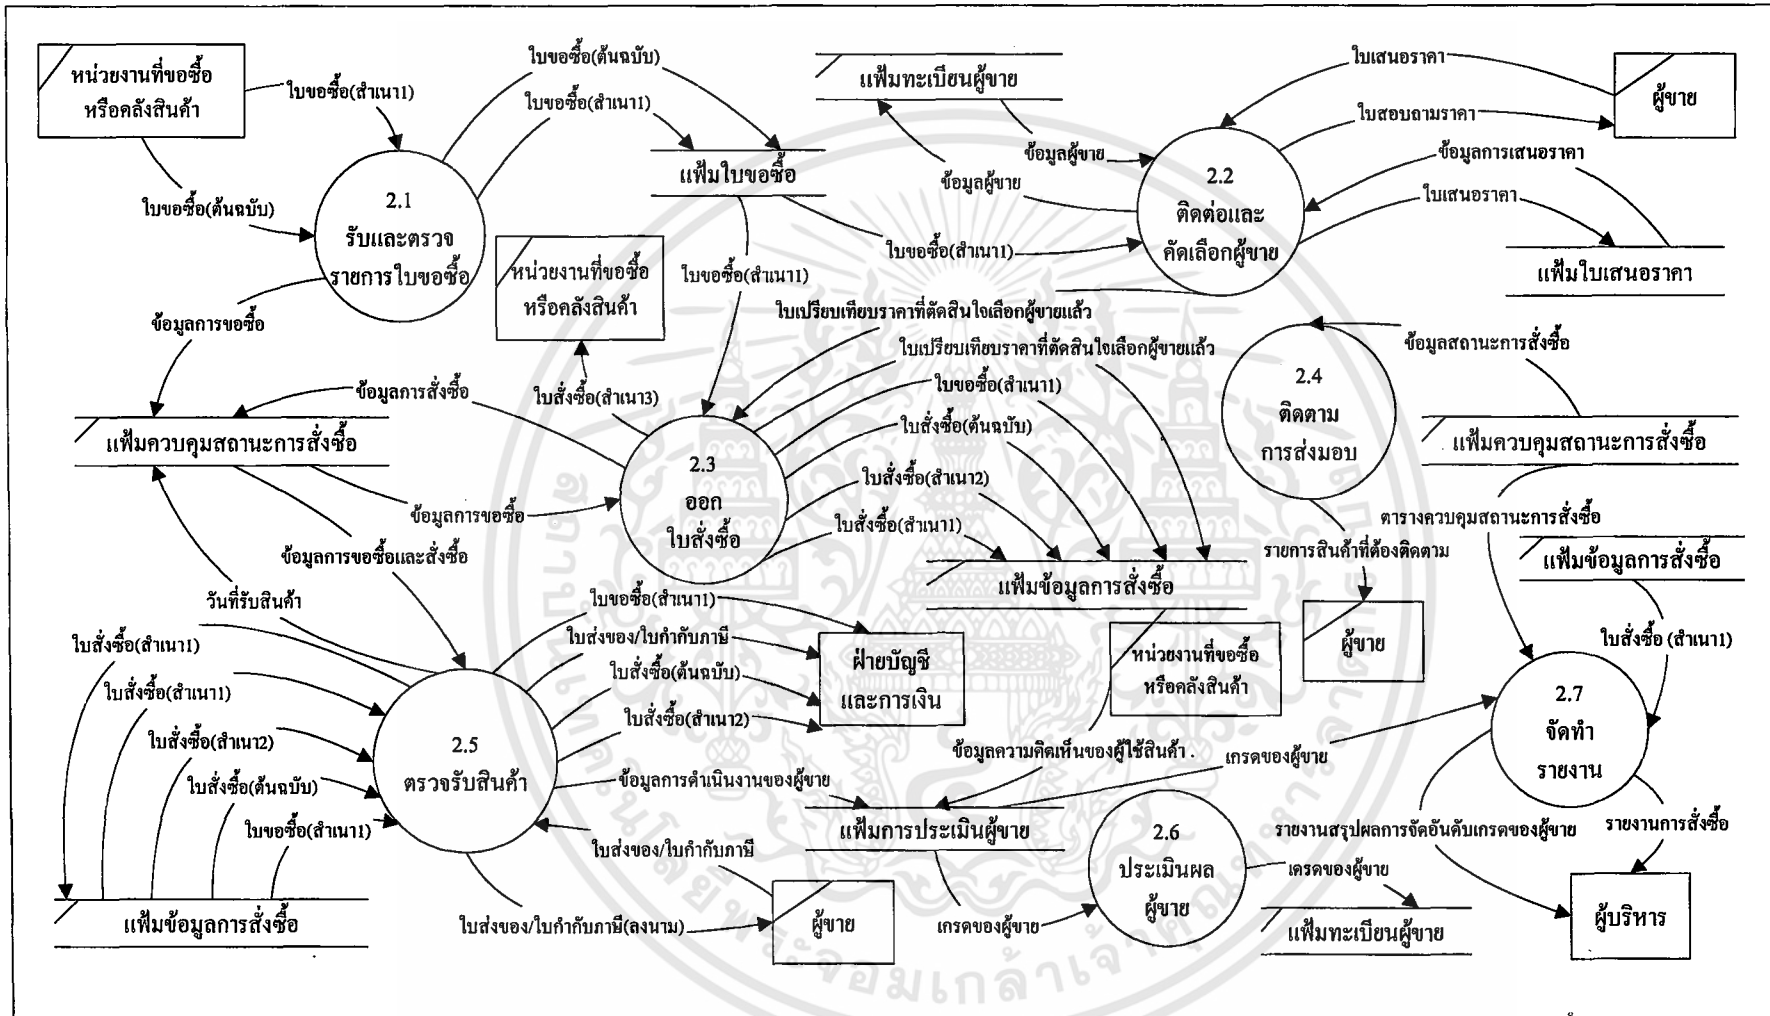 หน่วยงานที่ขอซื้อ
หรือคลังสินค้า
ใบขอซื้อ(สำเนา1)
ใบขอซื้อ(ต้นฉบับ)
2.1
รับและตรวจ
รายการใบขอซื้อ
ใบขอซื้อ(ต้นฉบับ)
ใบขอซื้อ(สำเนา1)
แฟ้มใบขอซื้อ
แฟ้มทะเบียนผู้ขาย
ข้อมูลผู้ขาย
ข้อมูลผู้ขาย
ใบขอซื้อ(สำเนา1)
2.2
ติดต่อและ
คัดเลือกผู้ขาย
ใบเสนอราคา
ใบสอบถามราคา
ผู้ขาย
ข้อมูลการเสนอราคา
ใบเสนอราคา
แฟ้มใบเสนอราคา
หน่วยงานที่ขอซื้อ
หรือคลังสินค้า
ใบขอซื้อ(สำเนา1)
ข้อมูลการขอซื้อ
ใบเปรียบเทียบราคาที่ตัดสินใจเลือกผู้ขายแล้ว
ใบเปรียบเทียบราคาที่ตัดสินใจเลือกผู้ขายแล้ว
ใบขอซื้อ(สำเนา1)
ใบสั่งซื้อ(ต้นฉบับ)
ใบสั่งซื้อ(สำเนา2)
ใบสั่งซื้อ(สำเนา1)
ข้อมูลการสั่งซื้อ
ใบสั่งซื้อ(สำเนา3)
แฟ้มควบคุมสถานะการสั่งซื้อ
2.3
ออก
ใบสั่งซื้อ
ข้อมูลการขอซื้อ
ข้อมูลการขอซื้อและสั่งซื้อ
ข้อมูลสถานะการสั่งซื้อ
2.4
ติดตาม
การส่งมอบ
แฟ้มควบคุมสถานะการสั่งซื้อ
ตารางควบคุมสถานะการสั่งซื้อ
รายการสินค้าที่ต้องติดตาม
แฟ้มข้อมูลการสั่งซื้อ
แฟ้มข้อมูลการสั่งซื้อ
วันที่รับสินค้า
ใบสั่งซื้อ(สำเนา1)
ใบสั่งซื้อ(สำเนา1)
ใบสั่งซื้อ(สำเนา2)
ใบสั่งซื้อ(ต้นฉบับ)
ใบขอซื้อ(สำเนา1)
แฟ้มข้อมูลการสั่งซื้อ
2.5
ตรวจรับสินค้า
ใบขอซื้อ(สำเนา1)
ใบส่งของ/ใบกำกับภาษี
ใบสั่งซื้อ(ต้นฉบับ)
ใบสั่งซื้อ(สำเนา2)
ฝ่ายบัญชี
และการเงิน
ข้อมูลการดำเนินงานของผู้ขาย
ใบส่งของ/ใบกำกับภาษี
ใบส่งของ/ใบกำกับภาษี(ลงนาม)
ผู้ขาย
หน่วยงานที่ขอซื้อ
หรือคลังสินค้า
ข้อมูลความคิดเห็นของผู้ใช้สินค้า
แฟ้มการประเมินผู้ขาย
เกรดของผู้ขาย
เกรดของผู้ขาย
2.6
ประเมินผล
ผู้ขาย
เครดของผู้ขาย
แฟ้มทะเบียนผู้ขาย
ผู้ขาย
ใบสั่งซื้อ (สำเนา1)
2.7
จัดทำ
รายงาน
รายงานสรุปผลการจัดอันดับเกรดของผู้ขาย
รายงานการสั่งซื้อ
ผู้บริหาร